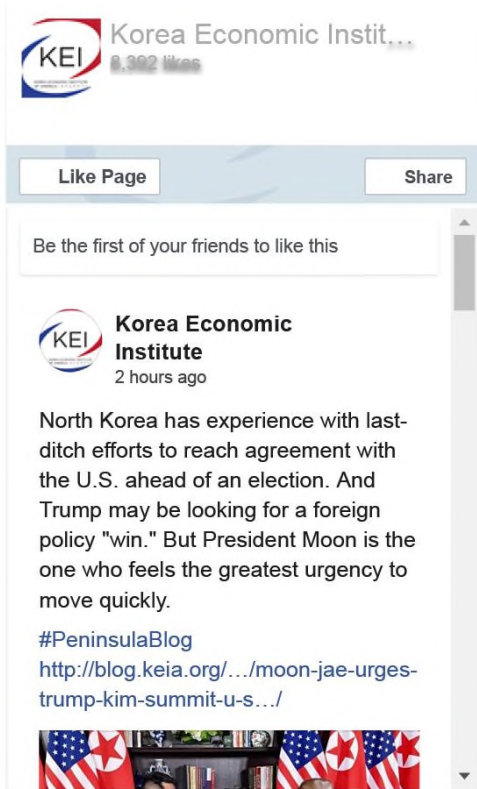 KEI
Korea Economic Instit...
8,392 likes
Like Page
Share
Be the first of your friends to like this
KEI
Korea Economic
Institute
2 hours ago
North Korea has experience with last-
ditch efforts to reach agreement with
the U.S. ahead of an election. And
Trump may be looking for a foreign
policy "win." But President Moon is the
one who feels the greatest urgency to
move quickly.
#PeninsulaBlog
http://blog.keia.org/.../moon-jae-urges-
trump-kim-summit-u-s.../